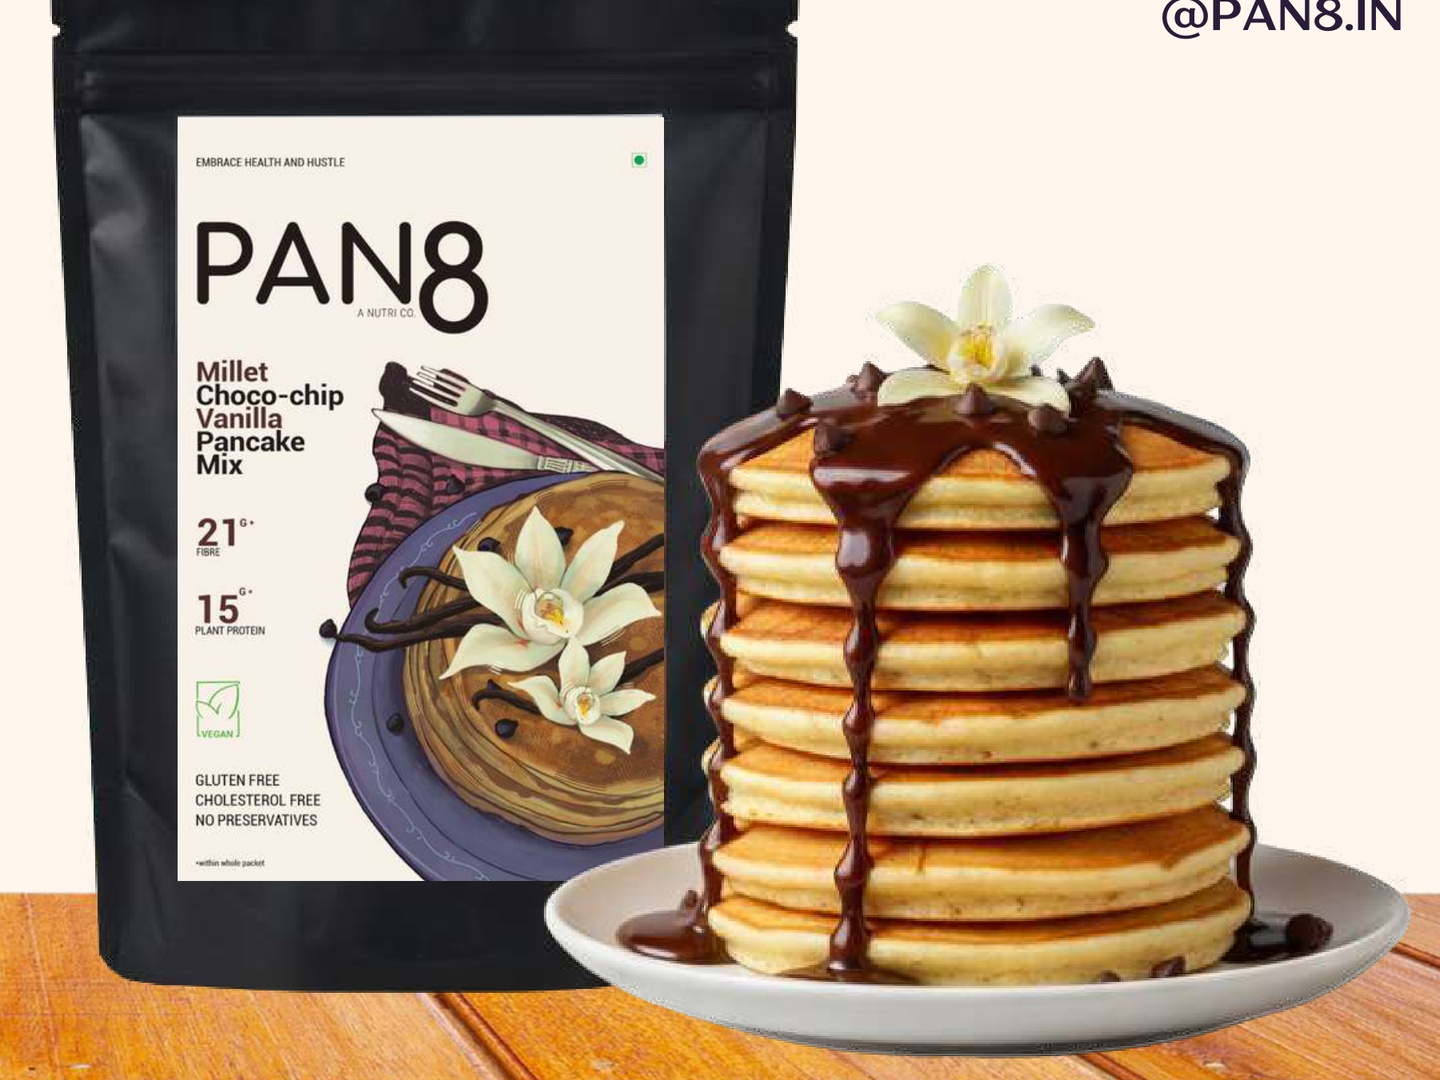 @PAN8.IN
EMBRACE HEALTH AND HUSTLE
PAN8
A NUTRI CO.
Millet
Choco-chip
Vanilla
Pancake
Mix
21G*
FIBRE
15G*
PLANT PROTEIN
VEGAN
GLUTEN FREE
CHOLESTEROL FREE
NO PRESERVATIVES
*within whole packet